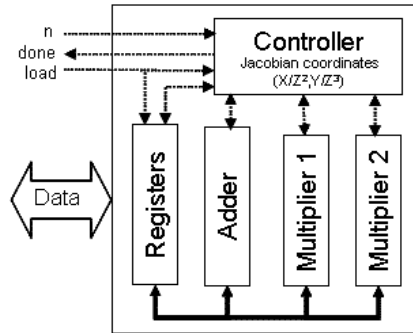 n
done
load
Controller
Jacobian coordinates
(X/Z²,Y/Z³)
Data
Registers
Adder
Multiplier 1
Multiplier 2